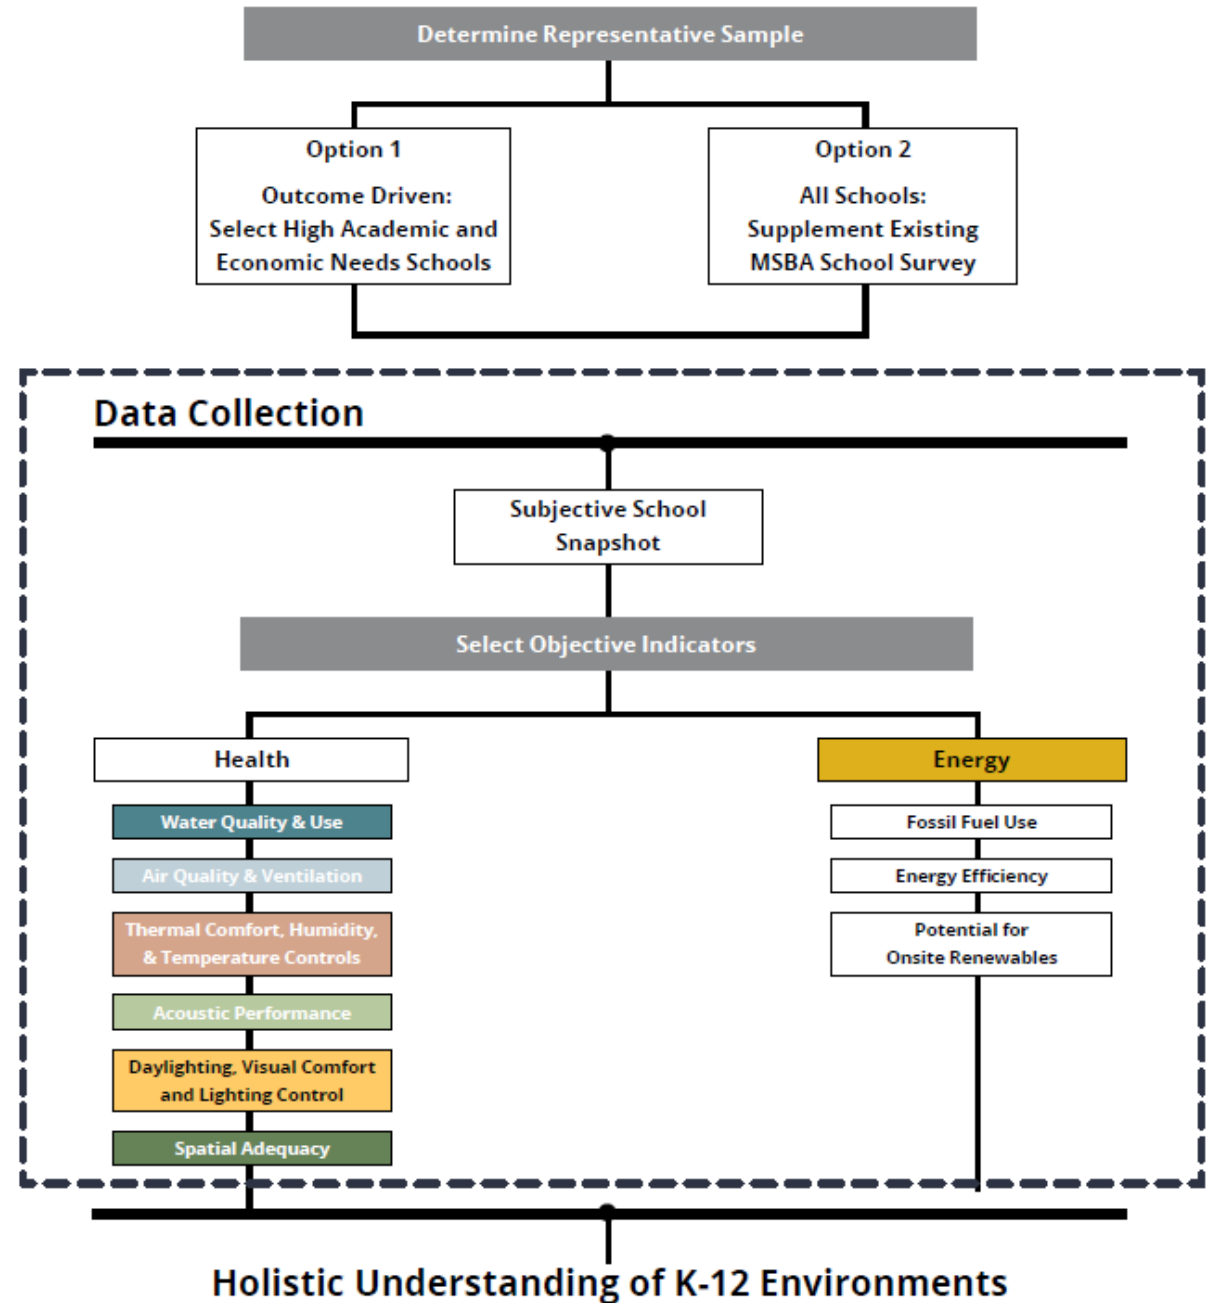 Determine Representative Sample
Option 1
Outcome Driven:
Select High Academic and
Economic Needs Schools
Option 2
All Schools:
Supplement Existing
MSBA School Survey
Data Collection
Subjective School
Snapshot
Select Objective Indicators
Health
Water Quality & Use
Air Quality & Ventilation
Thermal Comfort, Humidity,
& Temperature Controls
Acoustic Performance
Daylighting, Visual Comfort
and Lighting Control
Spatial Adequacy
Energy
Fossil Fuel Use
Energy Efficiency
Potential for
Onsite Renewables
Holistic Understanding of K-12 Environments